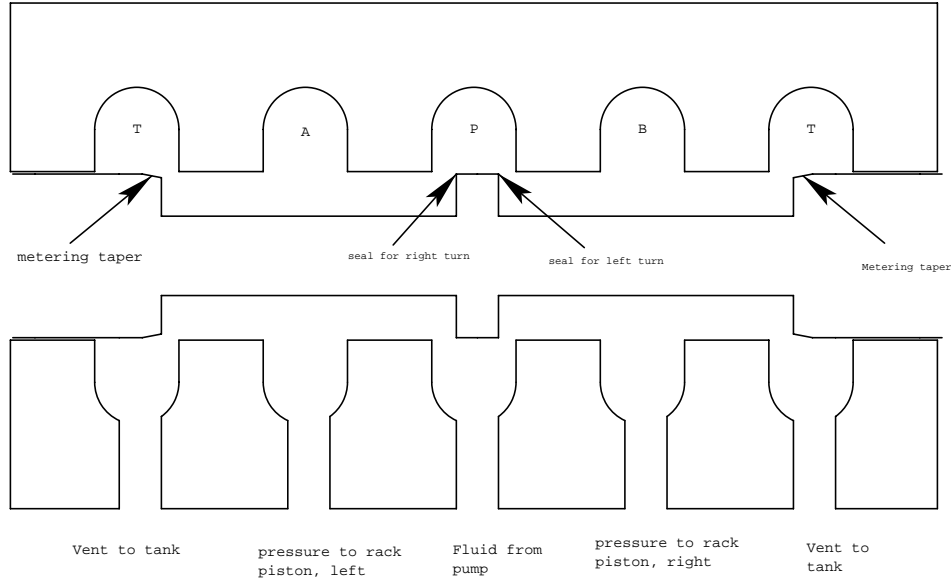 T
A
P
B
T
metering taper
seal for right turn
seal for left turn
Metering taper
Vent to tank
pressure to rack
piston, left
Fluid from
pump
pressure to rack
piston, right
Vent to
tank